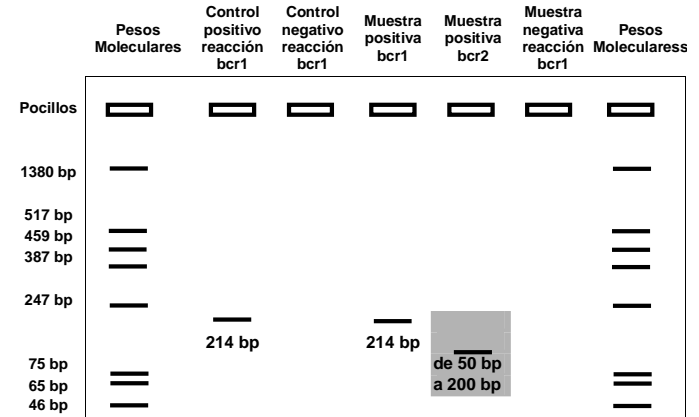 Pesos
Moleculares
Control
positivo
reacción
bcr1
Control
negativo
reacción
bcr1
Muestra
positiva
bcr1
Muestra
positiva
bcr2
Muestra
negativa
reacción
bcr1
Pesos
Molecularess
Pocillos
1380 bp
517 bp
459 bp
387 bp
247 bp
214 bp
214 bp
75 bp
de 50 bp
65 bp
a 200 bp
46 bp